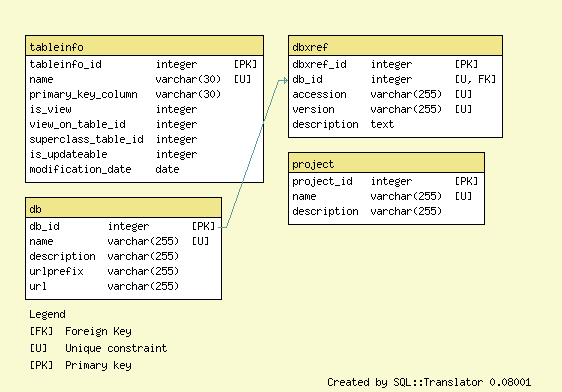 tableinfo
tableinfo_id integer [PK]
name varchar(30) [U]
primary_key_column varchar(30)
is_view integer
view_on_table_id integer
superclass_table_id integer
is_updateable integer
modification_date date
dbxref
dbxref_id integer [PK]
db_id integer [U, FK]
accession varchar(255) [U]
version varchar(255) [U]
description text
project
project_id integer [PK]
name varchar(255) [U]
description varchar(255)
db
db_id integer [PK]
name varchar(255) [U]
description varchar(255)
urlprefix varchar(255)
url varchar(255)
Legend
[FK] Foreign Key
[U] Unique constraint
[PK] Primary key
Created by SQL::Translator 0.08001